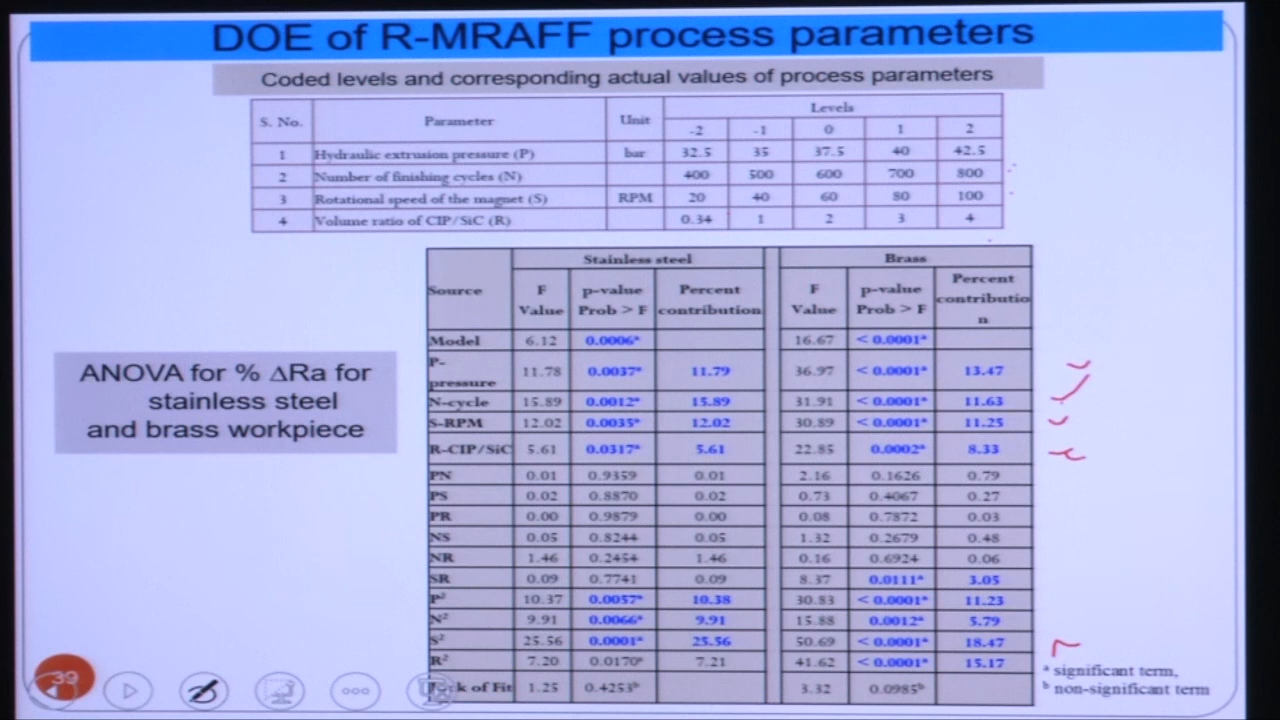 DOE of R-MRAFF process parameters
Coded levels and corresponding actual values of process parameters
S. No. Parameter Unit Levels
-2 -1 0 1 2
1 Hydraulic extrusion pressure (P) bar 32.5 35 37.5 40 42.5
2 Number of finishing cycles (N) 400 500 600 700 800
3 Rotational speed of the magnet (S) RPM 20 40 60 80 100
4 Volume ratio of CIP/SiC (R) 0.34 1 2 3 4
ANOVA for % ΔRa for
stainless steel
and brass workpiece
Stainless steel Brass
Source F Value p-value Prob > F Percent contribution F Value p-value Prob > F Percent contributio n
Model 6.12 0.0006ᵃ 16.67 < 0.0001ᵃ
P-pressure 11.78 0.0037ᵃ 11.79 36.97 < 0.0001ᵃ 13.47
N-cycle 15.89 0.0012ᵃ 15.89 31.91 < 0.0001ᵃ 11.63
S-RPM 12.02 0.0035ᵃ 12.02 30.89 < 0.0001ᵃ 11.25
R-CIP/SiC 5.61 0.0317ᵃ 5.61 22.85 0.0002ᵃ 8.33
PN 0.01 0.9359 0.01 2.16 0.1626 0.79
PS 0.02 0.8870 0.02 0.73 0.4067 0.27
PR 0.00 0.9879 0.00 0.08 0.7872 0.03
NS 0.05 0.8244 0.05 1.32 0.2679 0.48
NR 1.46 0.2454 1.46 0.16 0.6924 0.06
SR 0.09 0.7741 0.09 8.37 0.0111ᵃ 3.05
P² 10.37 0.0057ᵃ 10.38 30.83 < 0.0001ᵃ 11.23
N² 9.91 0.0066ᵃ 9.91 15.88 0.0012ᵃ 5.79
S² 25.56 0.0001ᵃ 25.56 50.69 < 0.0001ᵃ 18.47
R² 7.20 0.0170ᵃ 7.21 41.62 < 0.0001ᵃ 15.17
of Fit 1.25 0.4253ᵇ 3.32 0.0985ᵇ
ᵃ significant term,
ᵇ non-significant term
39